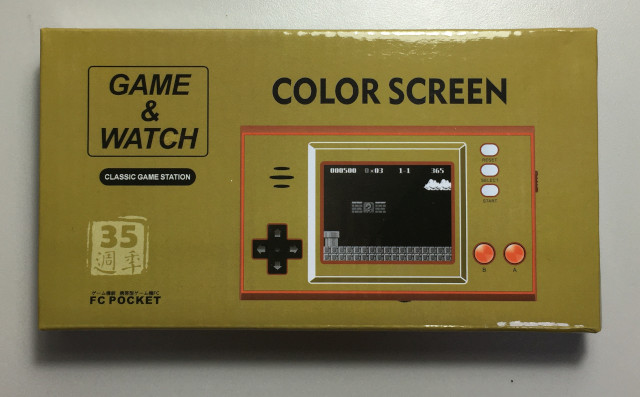 GAME
&
WATCH
COLOR SCREEN
CLASSIC GAME STATION
000500 ×03 1-1 365
RESET
SELECT
START
B A
35
週年
FC POCKET